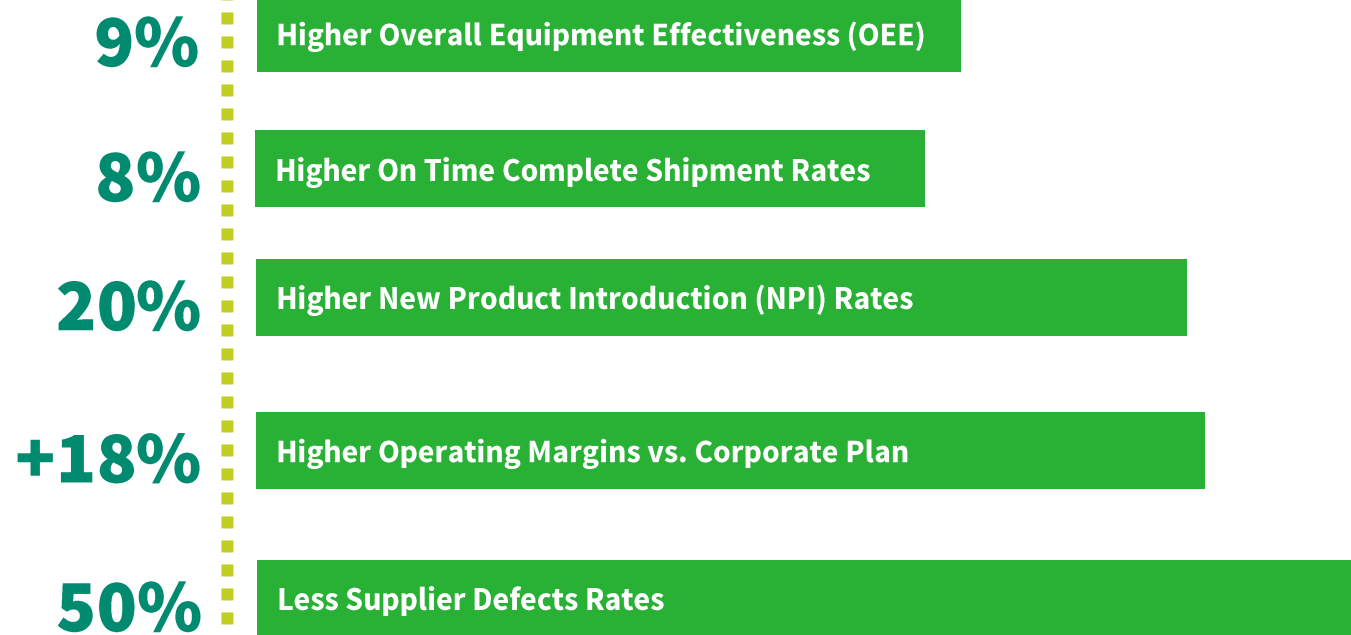 9%
Higher Overall Equipment Effectiveness (OEE)
8%
Higher On Time Complete Shipment Rates
20%
Higher New Product Introduction (NPI) Rates
+18%
Higher Operating Margins vs. Corporate Plan
50%
Less Supplier Defects Rates